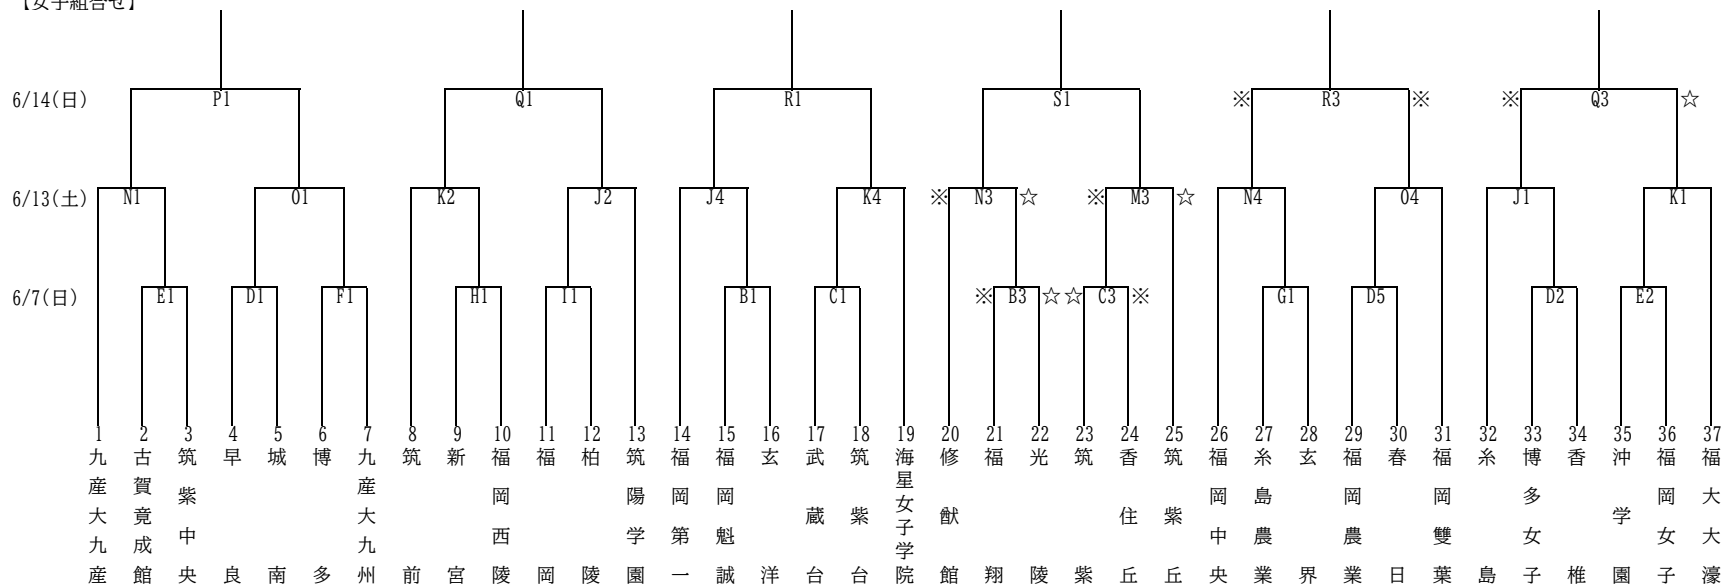 【女子組合せ】
6/14(日) P1 Q1 R1 S1 ※ R3 ※ ※ Q3 ☆
6/13(土) N1 O1 K2 J2 J4 K4 ※ N3 ☆ ※ M3 ☆ N4 O4 J1 K1
6/7(日) E1 D1 F1 H1 I1 B1 C1 ※ B3 ☆ ☆ C3 ※ G1 D5 D2 E2
1 2 3 4 5 6 7 8 9 10 11 12 13 14 15 16 17 18 19 20 21 22 23 24 25 26 27 28 29 30 31 32 33 34 35 36 37
九産大九産
古賀竟成館
筑紫中央
早良
城南
博多
九産大九州
筑前
新宮
福岡西陵
福岡
柏陵
筑陽学園
福岡第一
福岡魁誠
玄洋
武蔵台
筑紫台
海星女子学院
修猷館
福翔
光陵
筑紫
香住丘
筑紫丘
福岡中央
糸島農業
玄界
福岡農業
春日
福岡雙葉
糸島
博多女子
香椎
沖学園
福岡女子
福大大濠